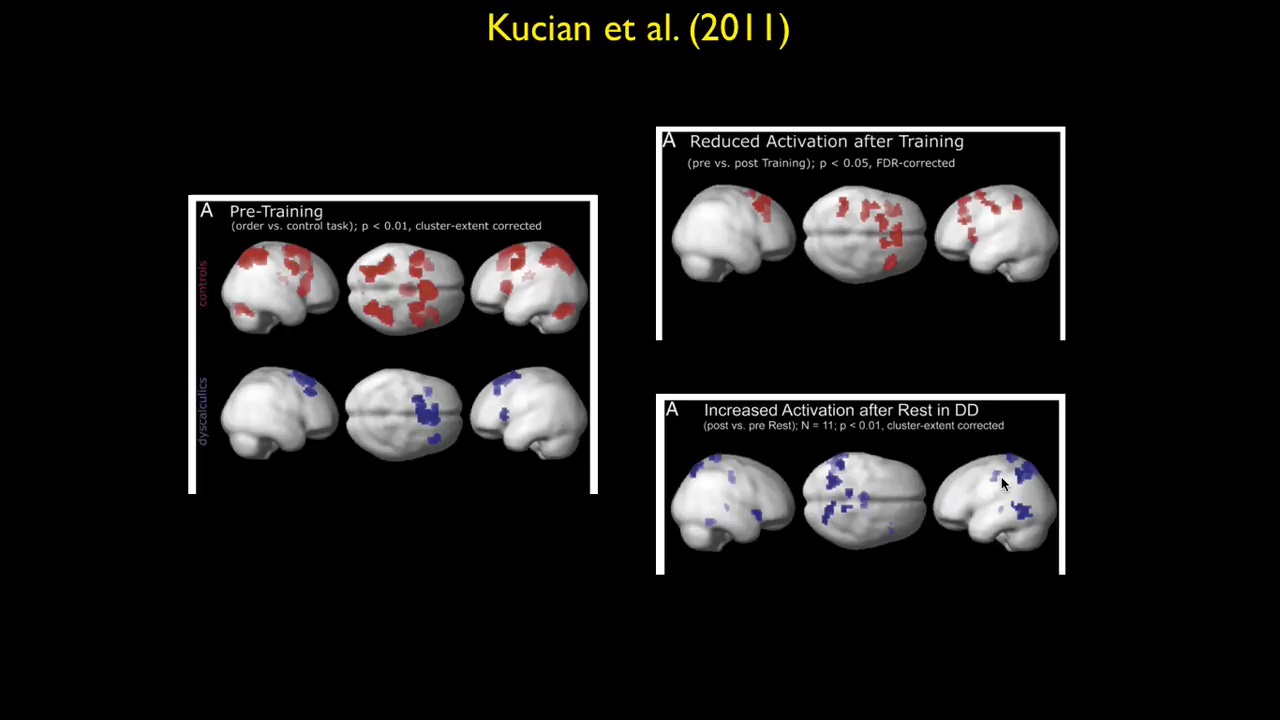 Kucian et al. (2011)
A Pre-Training
(order vs. control task); p < 0.01, cluster-extent corrected
controls
dyscalculics
A Reduced Activation after Training
(pre vs. post Training); p < 0.05, FDR-corrected
A Increased Activation after Rest in DD
(post vs. pre Rest); N = 11; p < 0.01, cluster-extent corrected